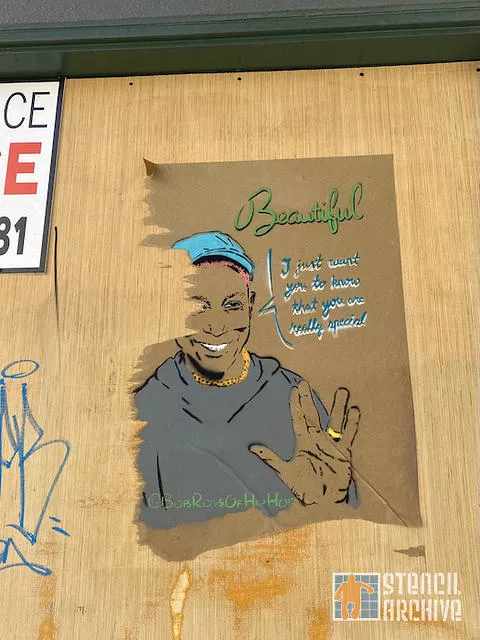 CE
E
81
Beautiful
I just want
you to know
that you are
really special
@BobRossOfHipHop
STENCIL
ARCHIVE